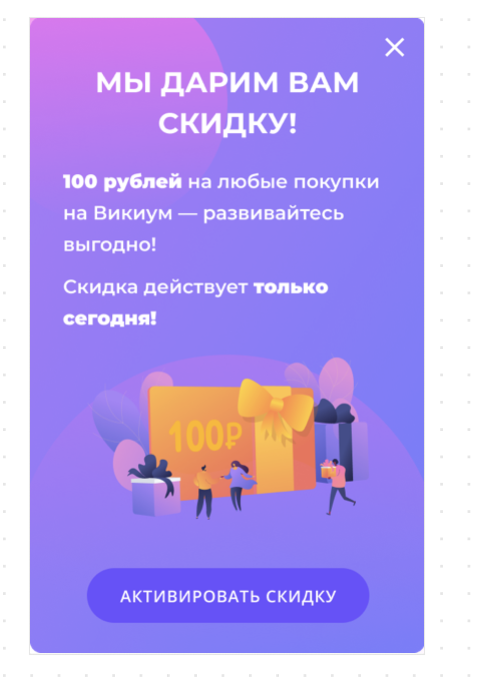 МЫ ДАРИМ ВАМ
СКИДКУ!
100 рублей на любые покупки
на Викиум — развивайтесь
выгодно!
Скидка действует только
сегодня!
100₽
АКТИВИРОВАТЬ СКИДКУ